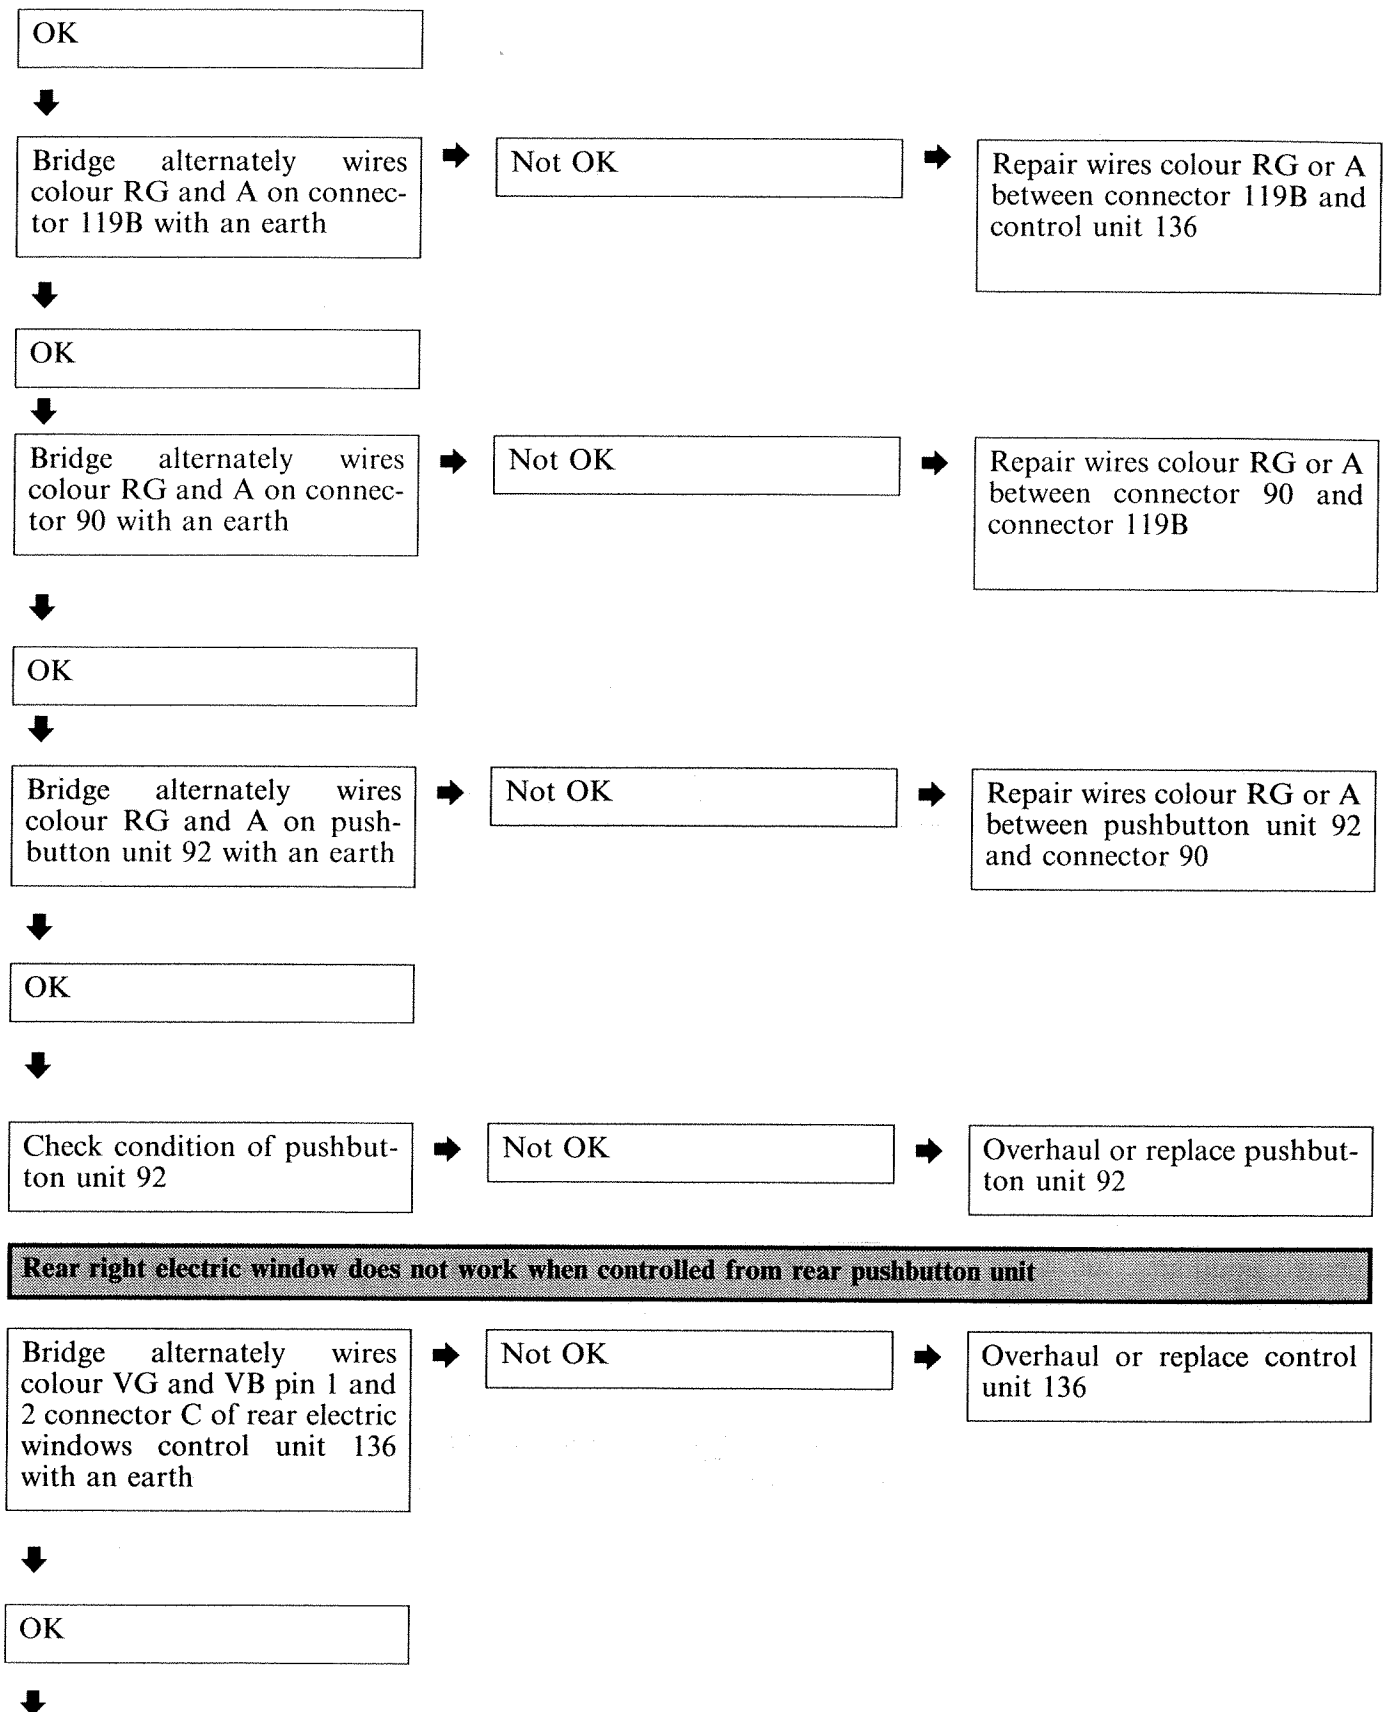 OK
Bridge alternately wires
colour RG and A on connec-
tor 119B with an earth
Not OK
Repair wires colour RG or A
between connector 119B and
control unit 136
OK
Bridge alternately wires
colour RG and A on connec-
tor 90 with an earth
Not OK
Repair wires colour RG or A
between connector 90 and
connector 119B
OK
Bridge alternately wires
colour RG and A on push-
button unit 92 with an earth
Not OK
Repair wires colour RG or A
between pushbutton unit 92
and connector 90
OK
Check condition of pushbut-
ton unit 92
Not OK
Overhaul or replace pushbut-
ton unit 92
Rear right electric window does not work when controlled from rear pushbutton unit
Bridge alternately wires
colour VG and VB pin 1 and
2 connector C of rear electric
windows control unit 136
with an earth
Not OK
Overhaul or replace control
unit 136
OK